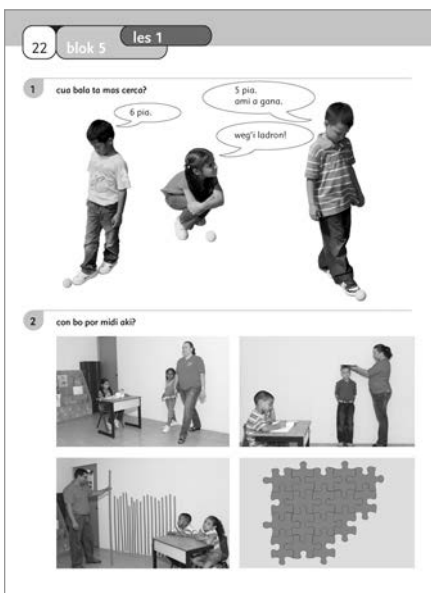 22
blok 5
les 1
1
cua bala ta mas cerca?
6 pia.
5 pia.
ami a gana.
weg'i ladron!
2
con bo por midi aki?